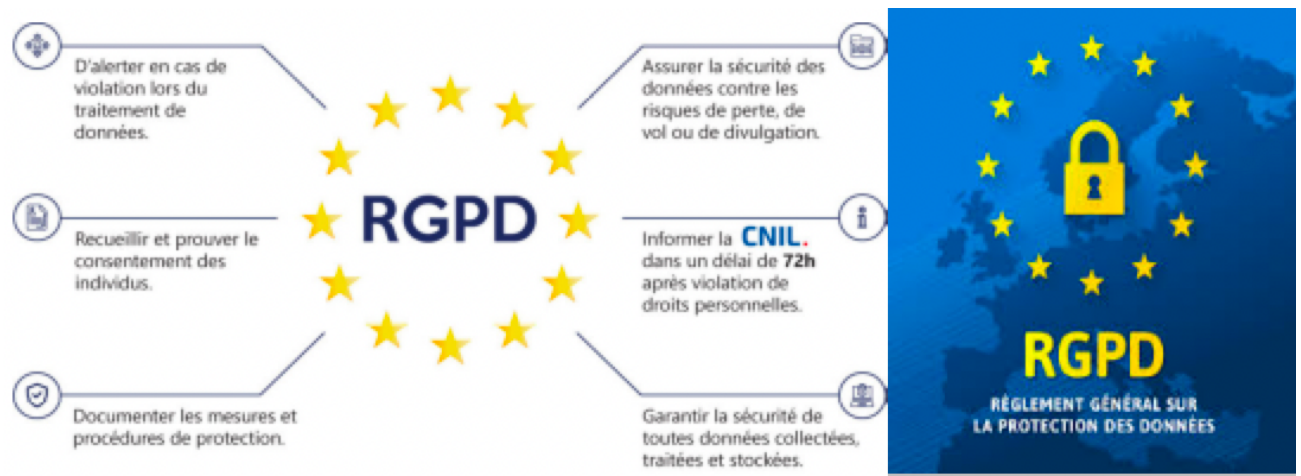 D'alerter en cas de
violation lors du
traitement de
données.
Recueillir et prouver le
consentement des
individus.
Documenter les mesures et
procédures de protection.
RGPD
Assurer la sécurité des
données contre les
risques de perte, de
vol ou de divulgation.
Informer la CNIL.
dans un délai de 72h
après violation de
droits personnelles.
Garantir la sécurité de
toutes données collectées,
traitées et stockées.
RGPD
RÈGLEMENT GÉNÉRAL SUR
LA PROTECTION DES DONNÉES